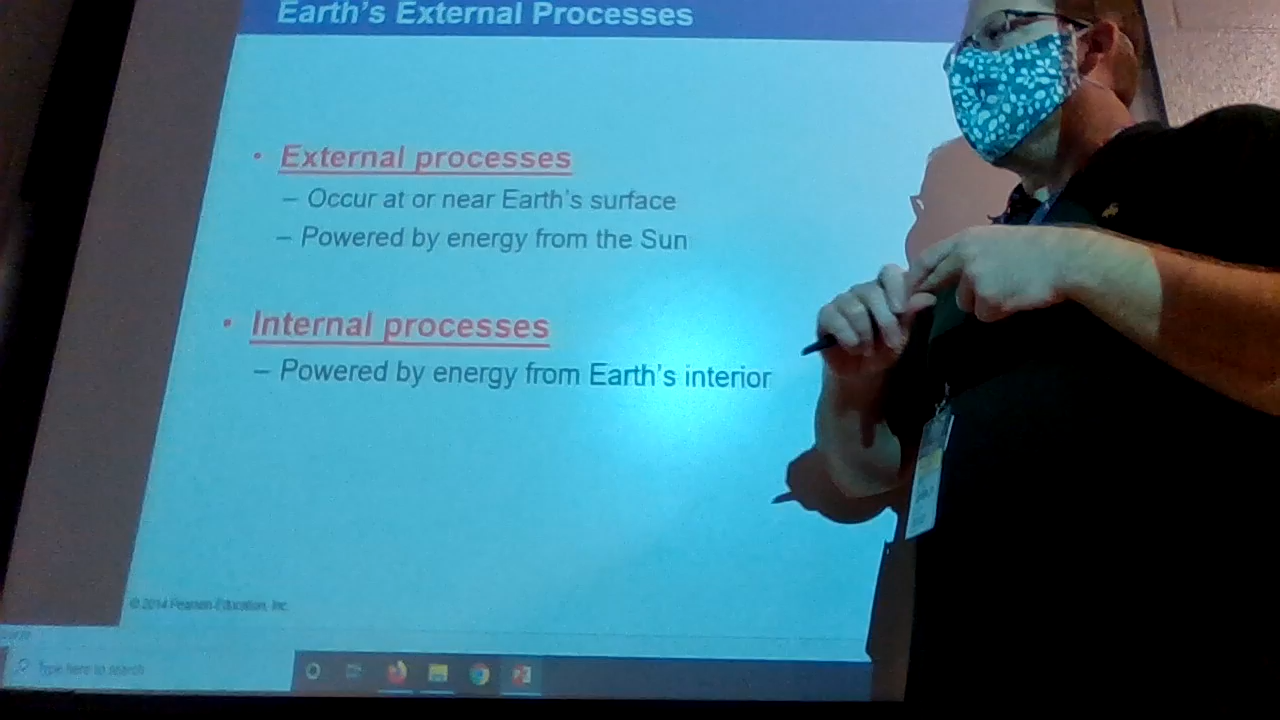 Earth's External Processes
• External processes
– Occur at or near Earth's surface
– Powered by energy from the Sun
• Internal processes
– Powered by energy from Earth's interior
© 2014 Pearson Education, Inc.
Type here to search